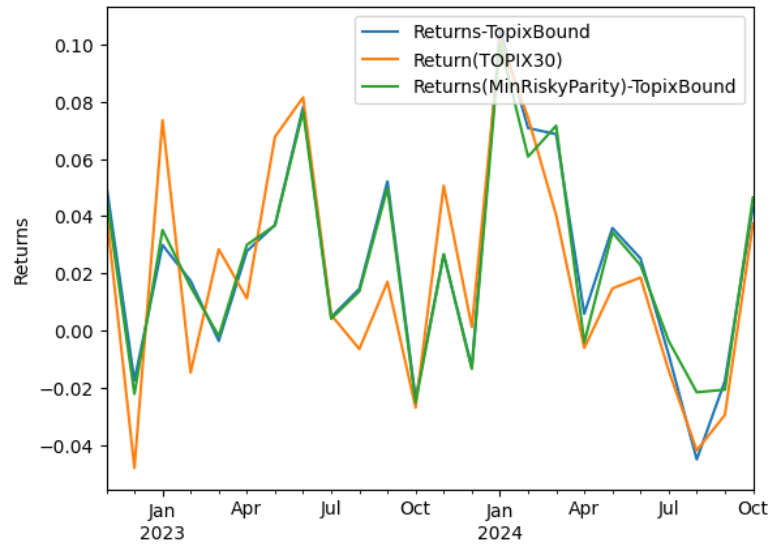 Returns-TopixBound
Return(TOPIX30)
Returns(MinRiskyParity)-TopixBound
Returns
0.10
0.08
0.06
0.04
0.02
0.00
−0.02
−0.04
Jan Apr Jul Oct Jan Apr Jul Oct
2023 2024